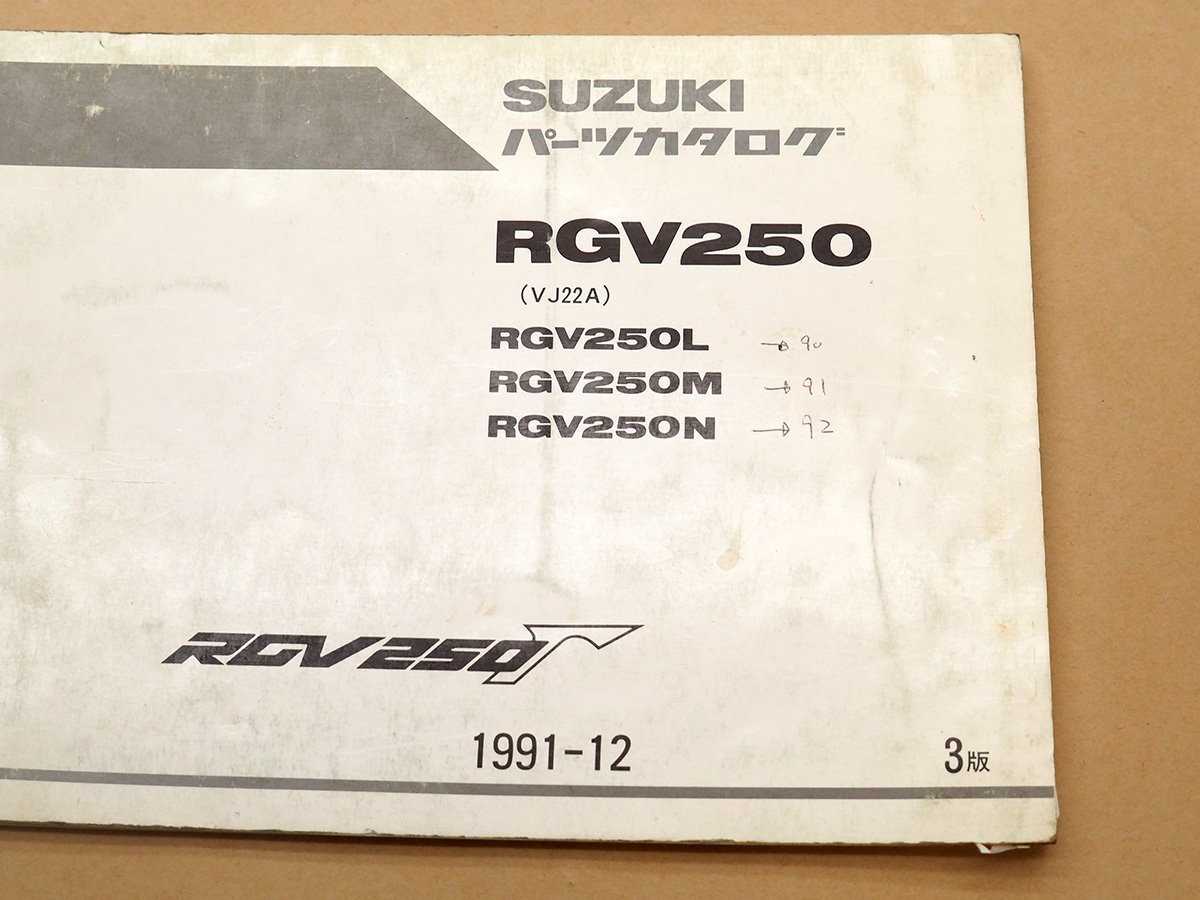 SUZUKI
パーツカタログ
RGV250
(VJ22A)
RGV250L → 90
RGV250M → 91
RGV250N → 92
RGV250Γ
1991-12
3版